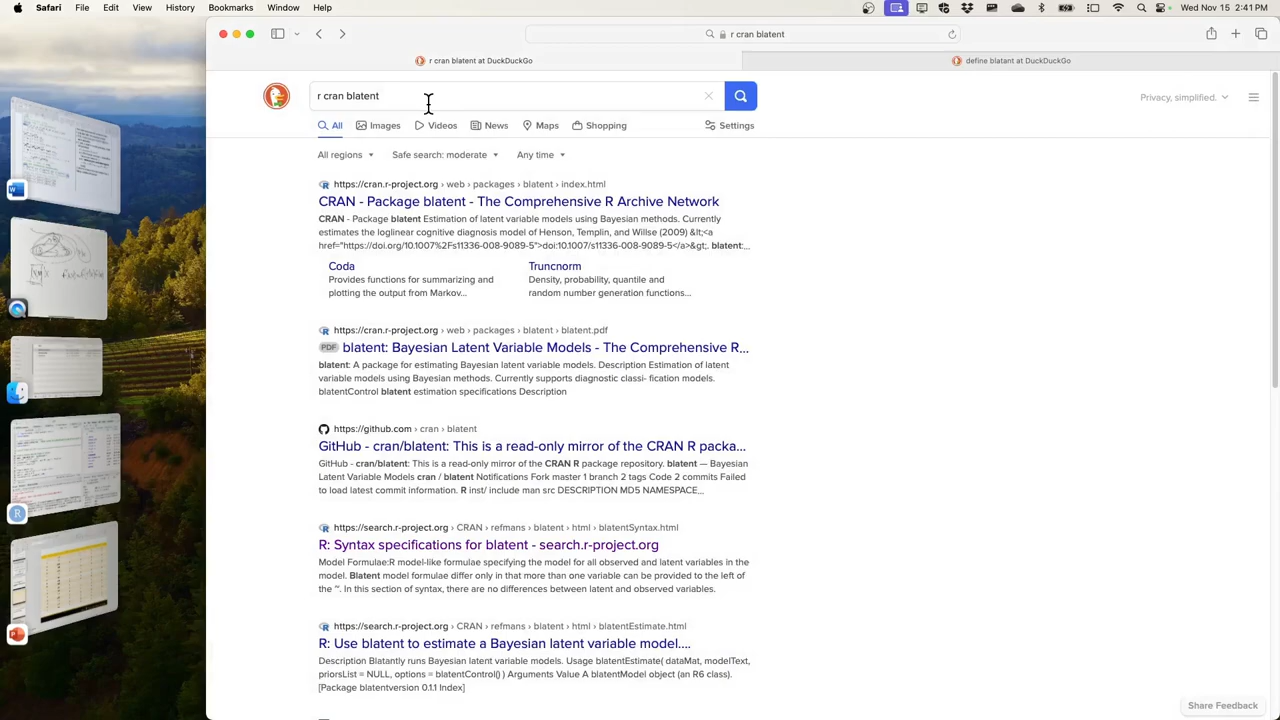 Safari File Edit View History Bookmarks Window Help
Wed Nov 15 2:41 PM
r cran blatent
r cran blatent at DuckDuckGo
define blatant at DuckDuckGo
r cran blatent
Privacy, simplified.
All Images Videos News Maps Shopping Settings
All regions Safe search: moderate Any time
https://cran.r-project.org › web › packages › blatent › index.html
CRAN - Package blatent - The Comprehensive R Archive Network
CRAN - Package blatent Estimation of latent variable models using Bayesian methods. Currently
estimates the loglinear cognitive diagnosis model of Henson, Templin, and Willse (2009) &lt;<a
href="https://doi.org/10.1007%2Fs11336-008-9089-5">doi:10.1007/s11336-008-9089-5</a>&gt;. blatent:...
Coda
Provides functions for summarizing and
plotting the output from Markov...
Truncnorm
Density, probability, quantile and
random number generation functions...
https://cran.r-project.org › web › packages › blatent › blatent.pdf
PDF blatent: Bayesian Latent Variable Models - The Comprehensive R...
blatent: A package for estimating Bayesian latent variable models. Description Estimation of latent
variable models using Bayesian methods. Currently supports diagnostic classi- fication models.
blatentControl blatent estimation specifications Description
https://github.com › cran › blatent
GitHub - cran/blatent: This is a read-only mirror of the CRAN R packa...
GitHub - cran/blatent: This is a read-only mirror of the CRAN R package repository. blatent — Bayesian
Latent Variable Models cran / blatent Notifications Fork master 1 branch 2 tags Code 2 commits Failed
to load latest commit information. R inst/ include man src DESCRIPTION MD5 NAMESPACE...
https://search.r-project.org › CRAN › refmans › blatent › html › blatentSyntax.html
R: Syntax specifications for blatent - search.r-project.org
Model Formulae:R model-like formulae specifying the model for all observed and latent variables in the
model. Blatent model formulae differ only in that more than one variable can be provided to the left of
the ~. In this section of syntax, there are no differences between latent and observed variables.
https://search.r-project.org › CRAN › refmans › blatent › html › blatentEstimate.html
R: Use blatent to estimate a Bayesian latent variable model....
Description Blatantly runs Bayesian latent variable models. Usage blatentEstimate( dataMat, modelText,
priorsList = NULL, options = blatentControl() ) Arguments Value A blatentModel object (an R6 class).
[Package blatentversion 0.1.1 Index]
Share Feedback